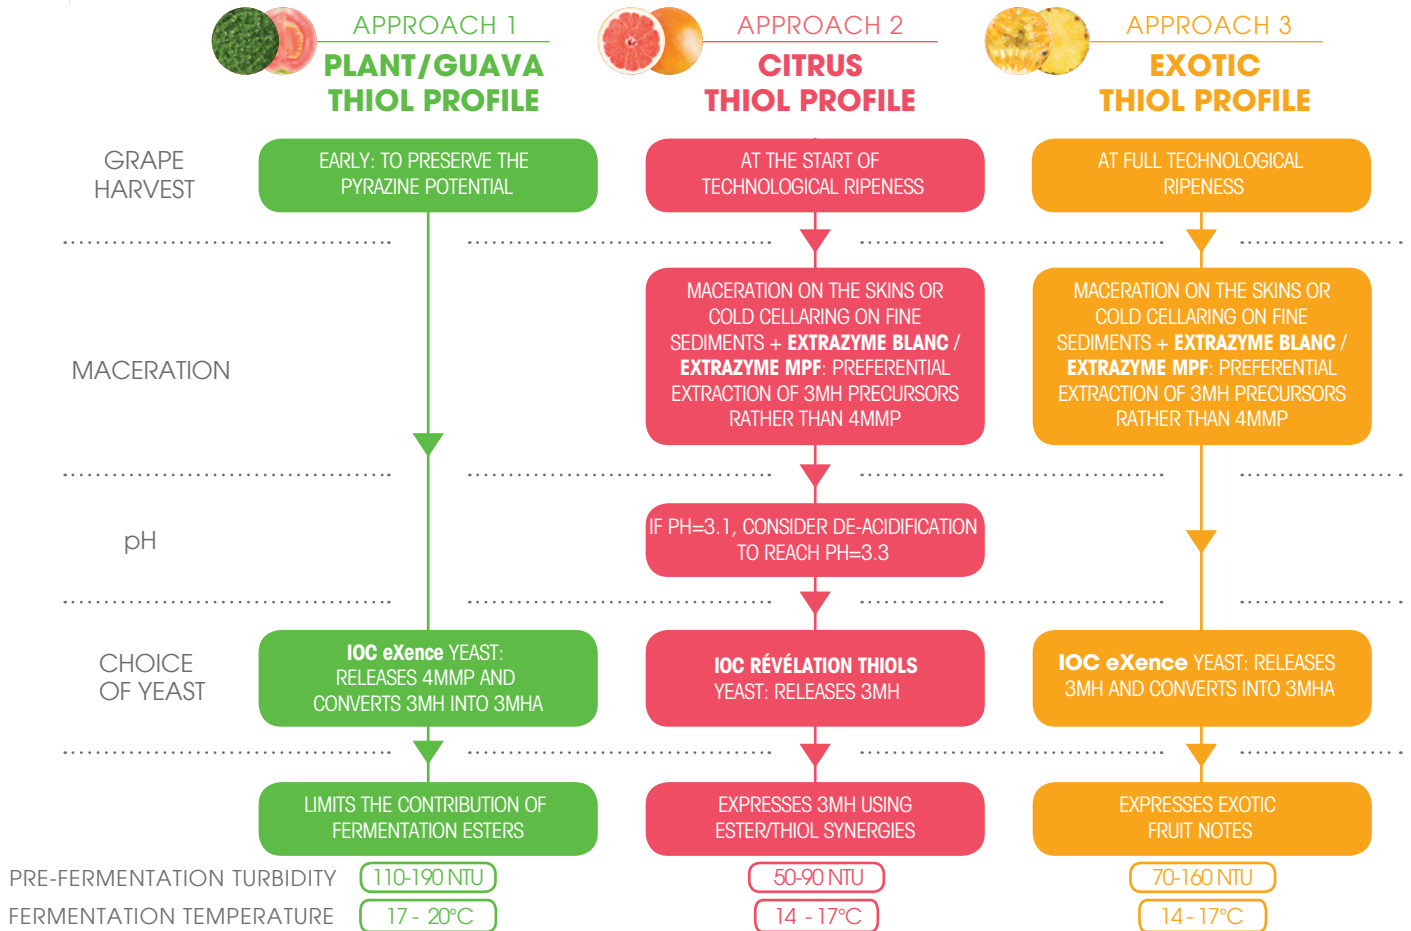 APPROACH 1
PLANT/GUAVA
THIOL PROFILE
APPROACH 2
CITRUS
THIOL PROFILE
APPROACH 3
EXOTIC
THIOL PROFILE
GRAPE
HARVEST
EARLY: TO PRESERVE THE
PYRAZINE POTENTIAL
AT THE START OF
TECHNOLOGICAL RIPENESS
AT FULL TECHNOLOGICAL
RIPENESS
MACERATION
MACERATION ON THE SKINS OR
COLD CELLARING ON FINE
SEDIMENTS + EXTRAZYME BLANC /
EXTRAZYME MPF: PREFERENTIAL
EXTRACTION OF 3MH PRECURSORS
RATHER THAN 4MMP
MACERATION ON THE SKINS OR
COLD CELLARING ON FINE
SEDIMENTS + EXTRAZYME BLANC /
EXTRAZYME MPF: PREFERENTIAL
EXTRACTION OF 3MH PRECURSORS
RATHER THAN 4MMP
pH
IF PH=3.1, CONSIDER DE-ACIDIFICATION
TO REACH PH=3.3
CHOICE
OF YEAST
IOC eXence YEAST:
RELEASES 4MMP AND
CONVERTS 3MH INTO 3MHA
IOC RÉVÉLATION THIOLS
YEAST: RELEASES 3MH
IOC eXence YEAST: RELEASES
3MH AND CONVERTS INTO 3MHA
LIMITS THE CONTRIBUTION OF
FERMENTATION ESTERS
EXPRESSES 3MH USING
ESTER/THIOL SYNERGIES
EXPRESSES EXOTIC
FRUIT NOTES
PRE-FERMENTATION TURBIDITY
110-190 NTU
50-90 NTU
70-160 NTU
FERMENTATION TEMPERATURE
17 - 20°C
14 - 17°C
14 - 17°C